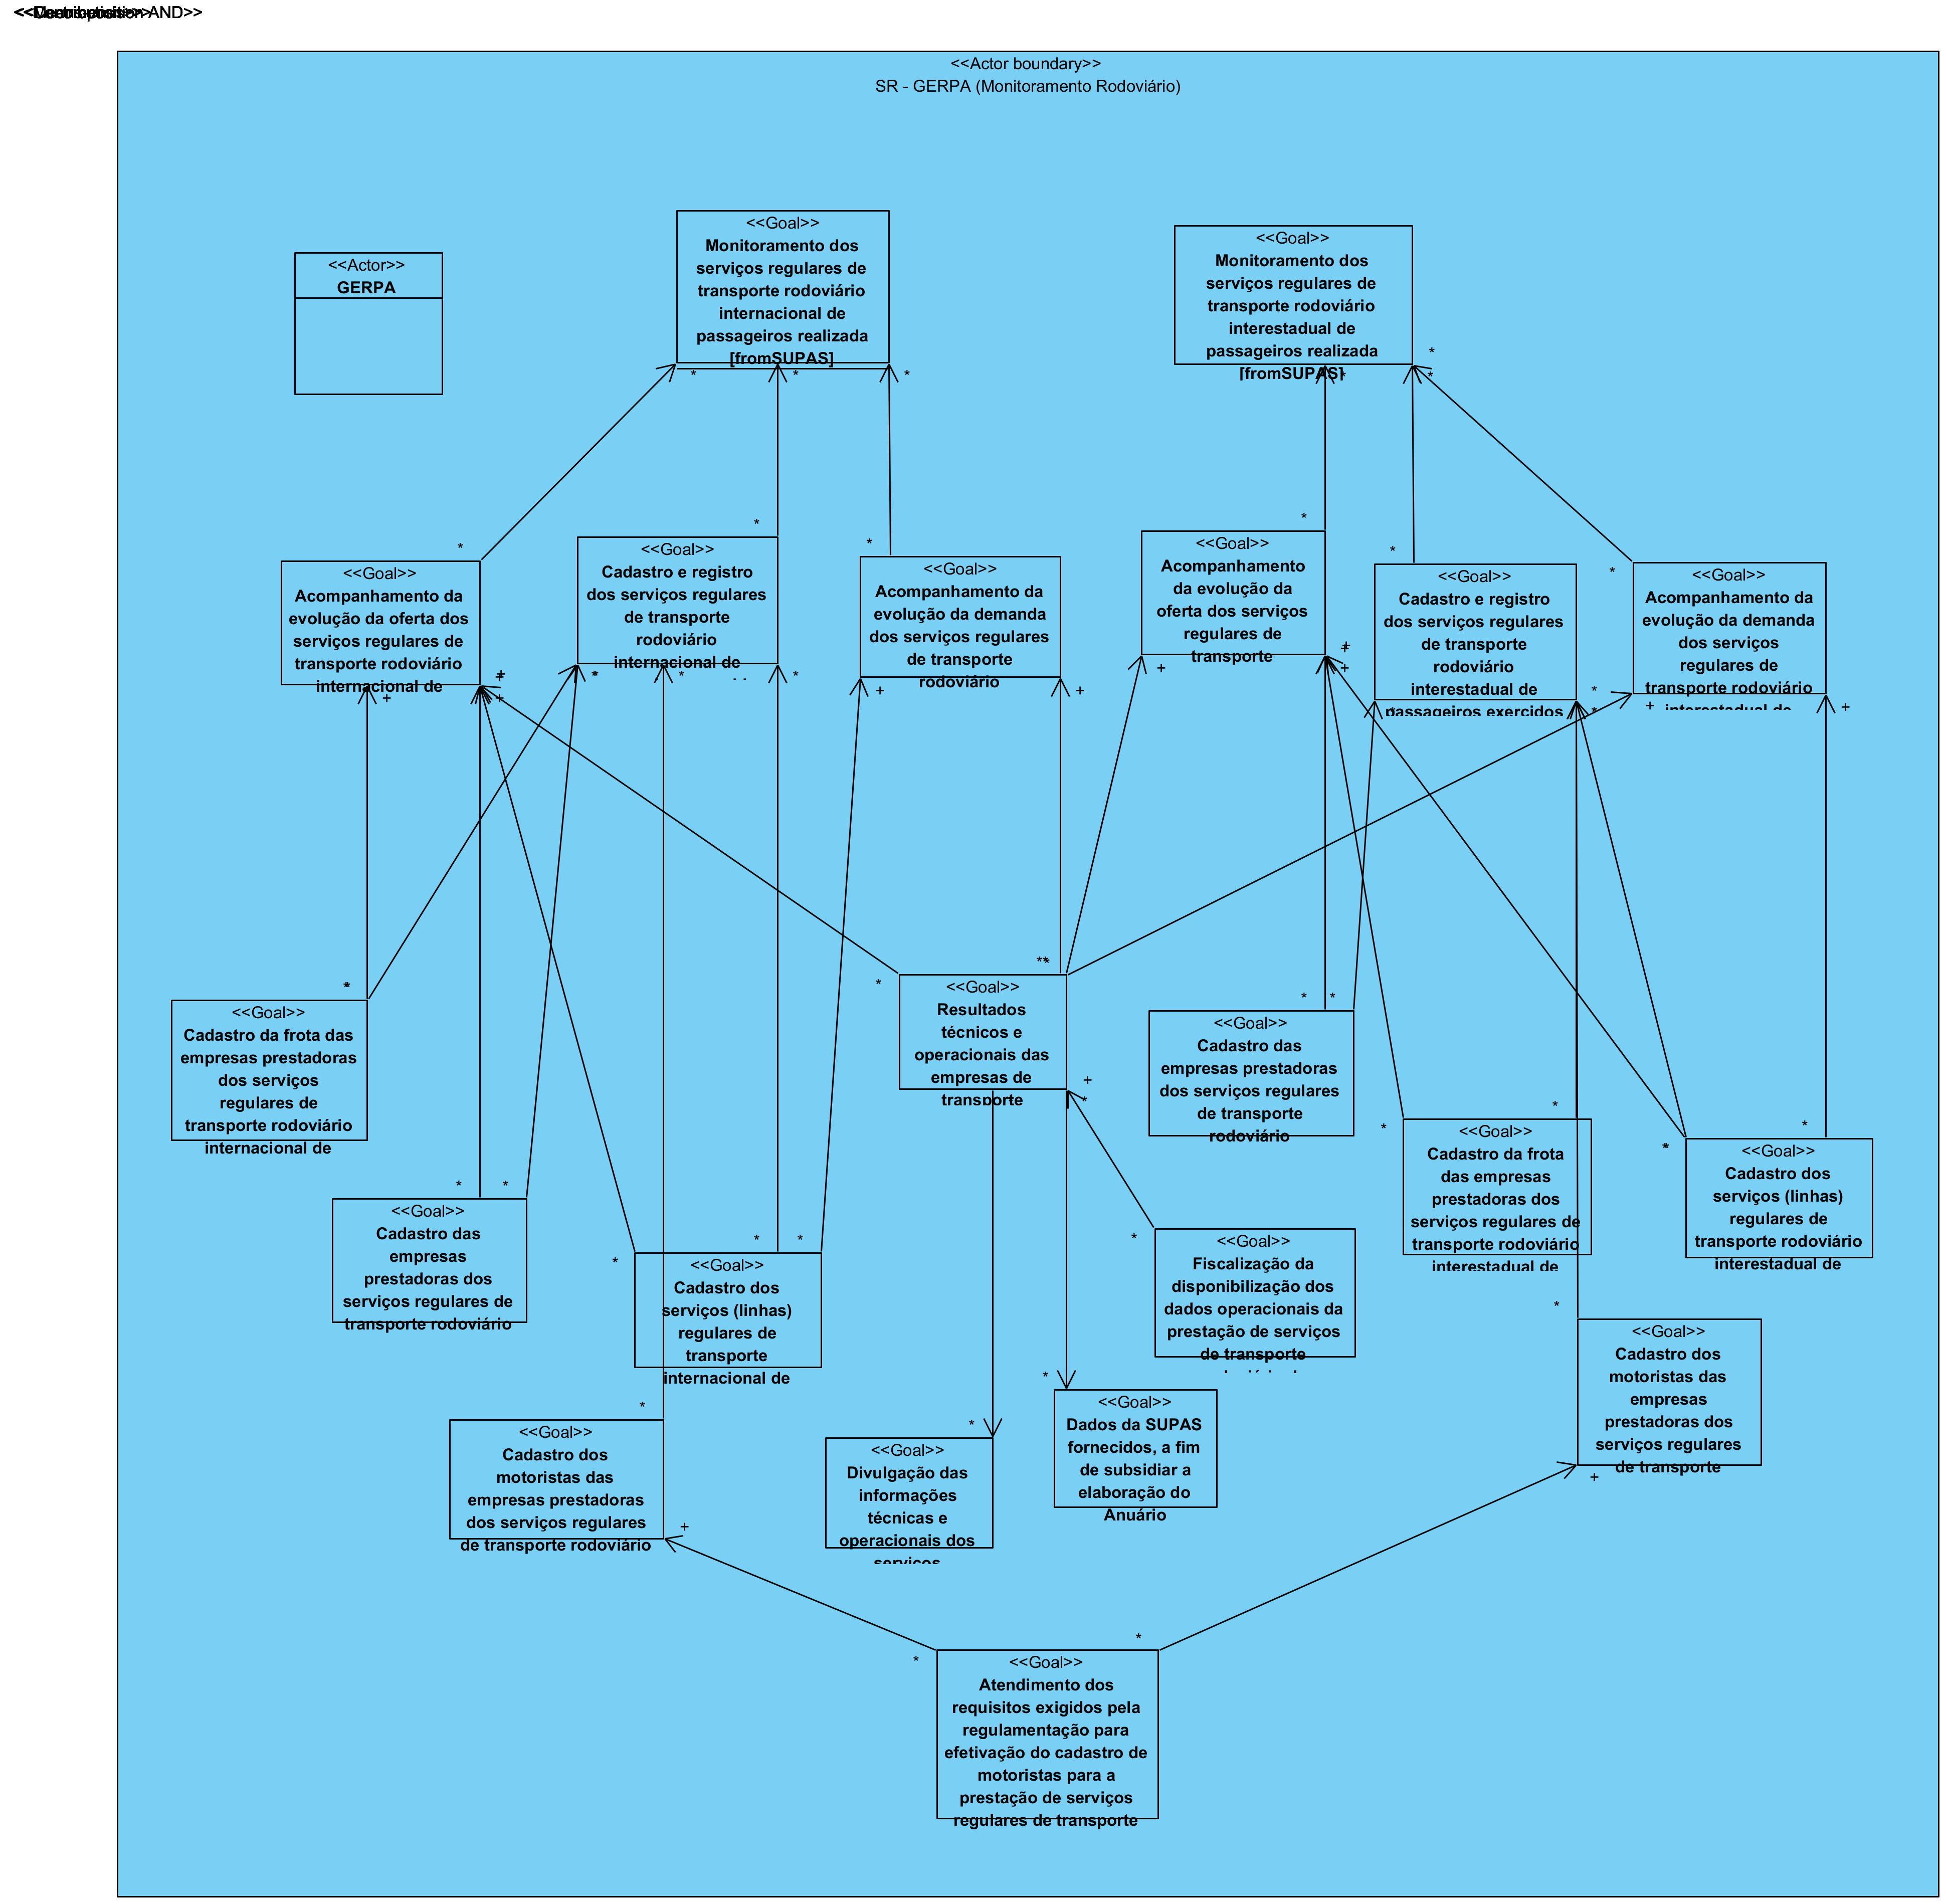 <<Actor boundary>>
SR - GERPA (Monitoramento Rodoviário)
<<Actor>>
GERPA
<<Goal>>
Monitoramento dos
serviços regulares de
transporte rodoviário
internacional de
passageiros realizada
[fromSUPAS]
<<Goal>>
Monitoramento dos
serviços regulares de
transporte rodoviário
interestadual de
passageiros realizada
[fromSUPAS]
<<Goal>>
Acompanhamento da
evolução da oferta dos
serviços regulares de
transporte rodoviário
internacional de
<<Goal>>
Cadastro e registro
dos serviços regulares
de transporte
rodoviário
internacional de
<<Goal>>
Acompanhamento da
evolução da demanda
dos serviços regulares
de transporte
rodoviário
<<Goal>>
Acompanhamento
da evolução da
oferta dos serviços
regulares de
transporte
<<Goal>>
Cadastro e registro
dos serviços regulares
de transporte
rodoviário
interestadual de
passageiros exercidos
<<Goal>>
Acompanhamento da
evolução da demanda
dos serviços
regulares de
transporte rodoviário
interestadual de
<<Goal>>
Cadastro da frota das
empresas prestadoras
dos serviços
regulares de
transporte rodoviário
internacional de
<<Goal>>
Resultados
técnicos e
operacionais das
empresas de
transporte
<<Goal>>
Cadastro das
empresas prestadoras
dos serviços regulares
de transporte
rodoviário
<<Goal>>
Cadastro da frota
das empresas
prestadoras dos
serviços regulares de
transporte rodoviário
interestadual de
<<Goal>>
Cadastro dos
serviços (linhas)
regulares de
transporte rodoviário
interestadual de
<<Goal>>
Cadastro das
empresas
prestadoras dos
serviços regulares de
transporte rodoviário
<<Goal>>
Cadastro dos
serviços (linhas)
regulares de
transporte
internacional de
<<Goal>>
Fiscalização da
disponibilização dos
dados operacionais da
prestação de serviços
de transporte
<<Goal>>
Cadastro dos
motoristas das
empresas
prestadoras dos
serviços regulares
de transporte
<<Goal>>
Cadastro dos
motoristas das
empresas prestadoras
dos serviços regulares
de transporte rodoviário
<<Goal>>
Divulgação das
informações
técnicas e
operacionais dos
serviços
<<Goal>>
Dados da SUPAS
fornecidos, a fim
de subsidiar a
elaboração do
Anuário
<<Goal>>
Atendimento dos
requisitos exigidos pela
regulamentação para
efetivação do cadastro de
motoristas para a
prestação de serviços
regulares de transporte